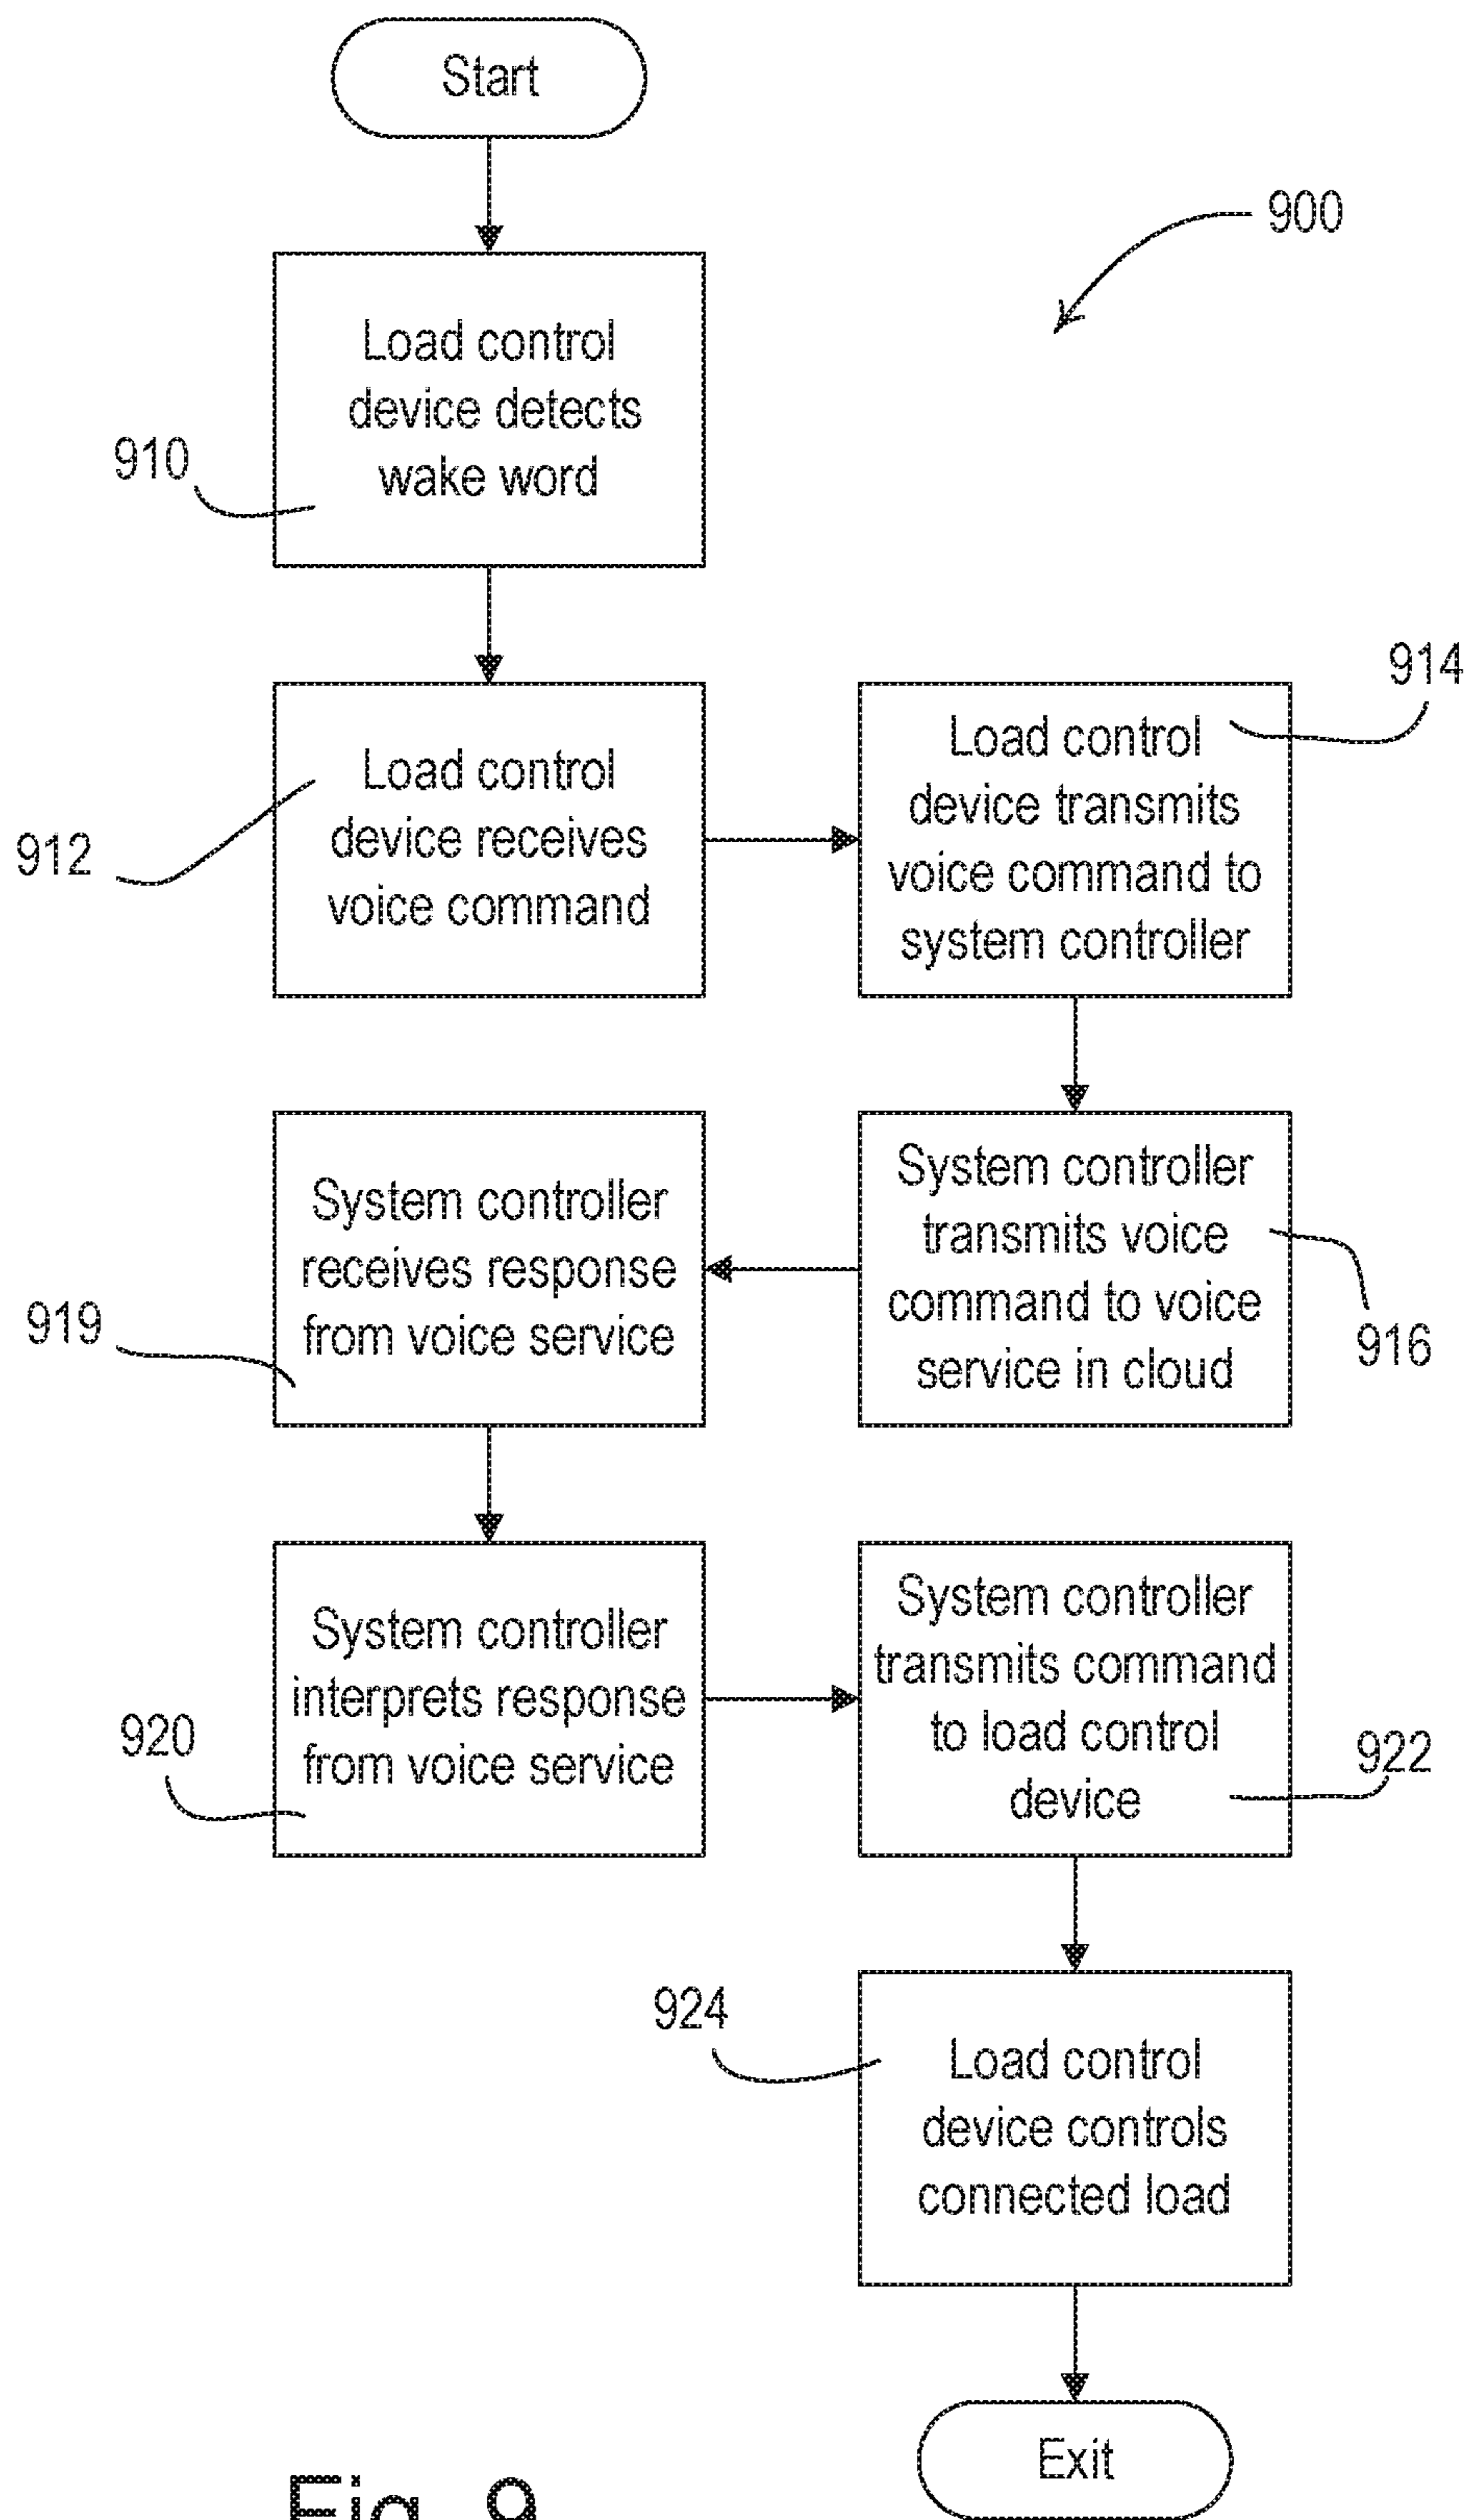 Start
900
Load control
device detects
wake word
910
Load control
device receives
voice command
912
914
Load control
device transmits
voice command to
system controller
System controller
transmits voice
command to voice
service in cloud
916
System controller
receives response
from voice service
919
System controller
interprets response
from voice service
920
System controller
transmits command
to load control
device
922
924
Load control
device controls
connected load
Exit
Fig. 9